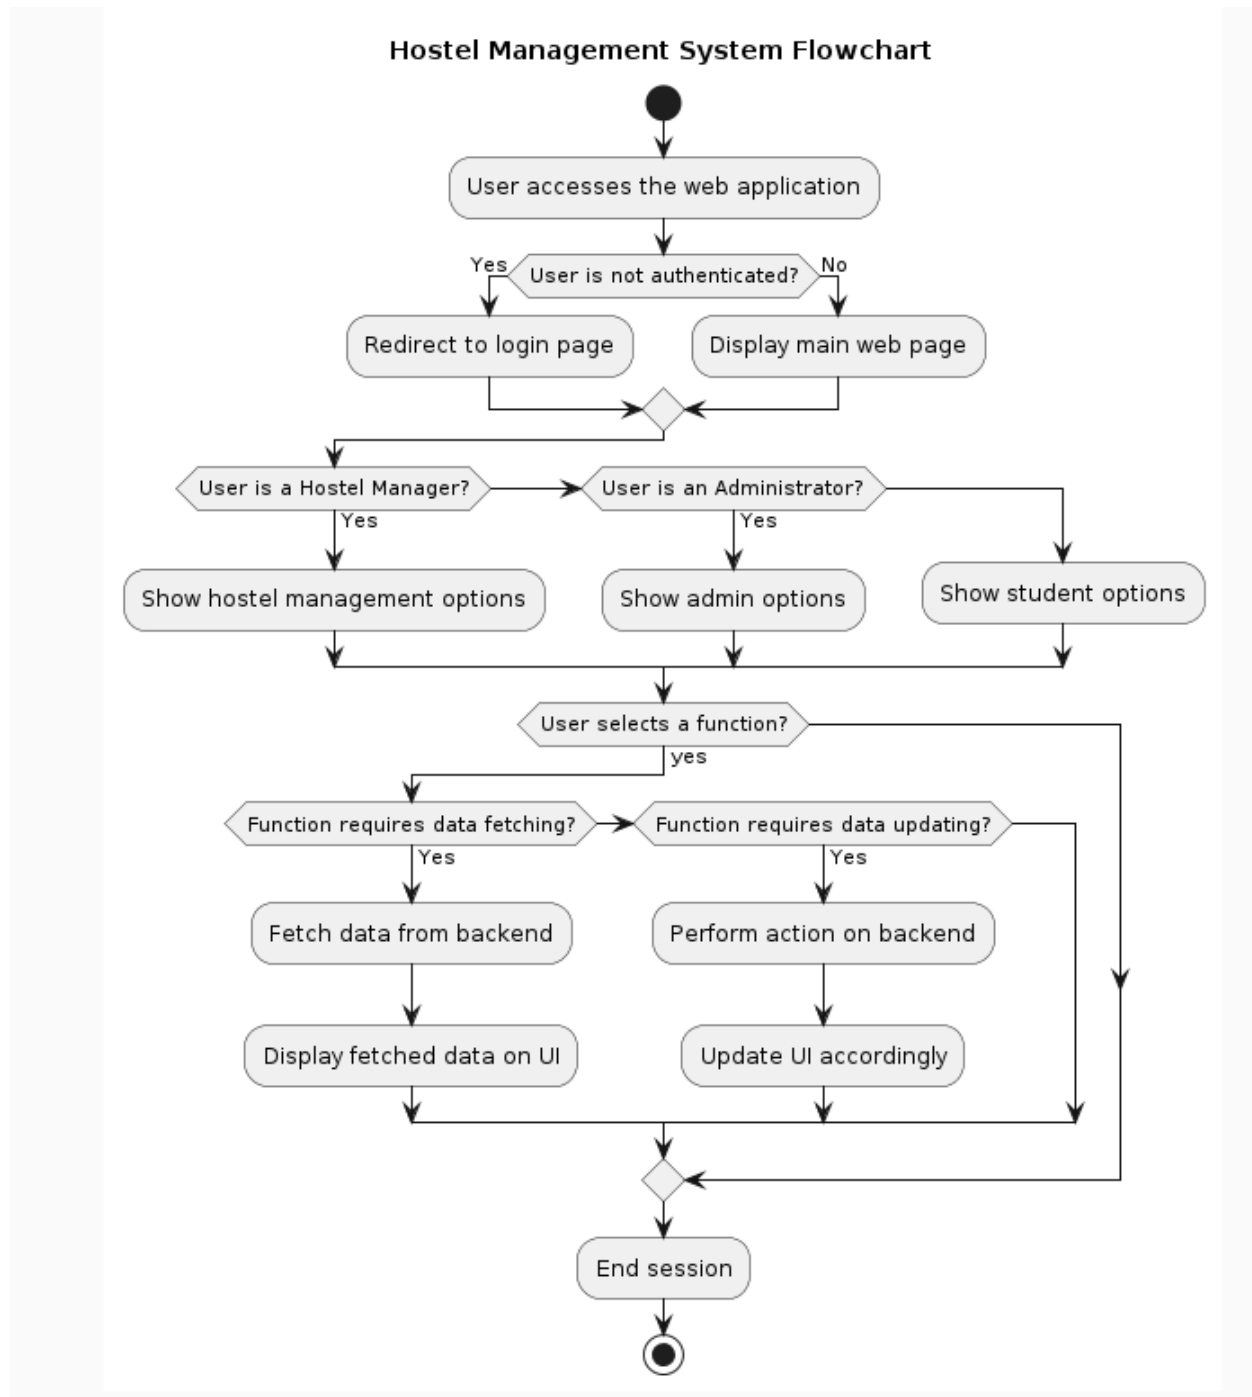 Hostel Management System Flowchart
User accesses the web application
Yes
User is not authenticated?
No
Redirect to login page
Display main web page
User is a Hostel Manager?
User is an Administrator?
Yes
Yes
Show hostel management options
Show admin options
Show student options
User selects a function?
yes
Function requires data fetching?
Function requires data updating?
Yes
Yes
Fetch data from backend
Perform action on backend
Display fetched data on UI
Update UI accordingly
End session